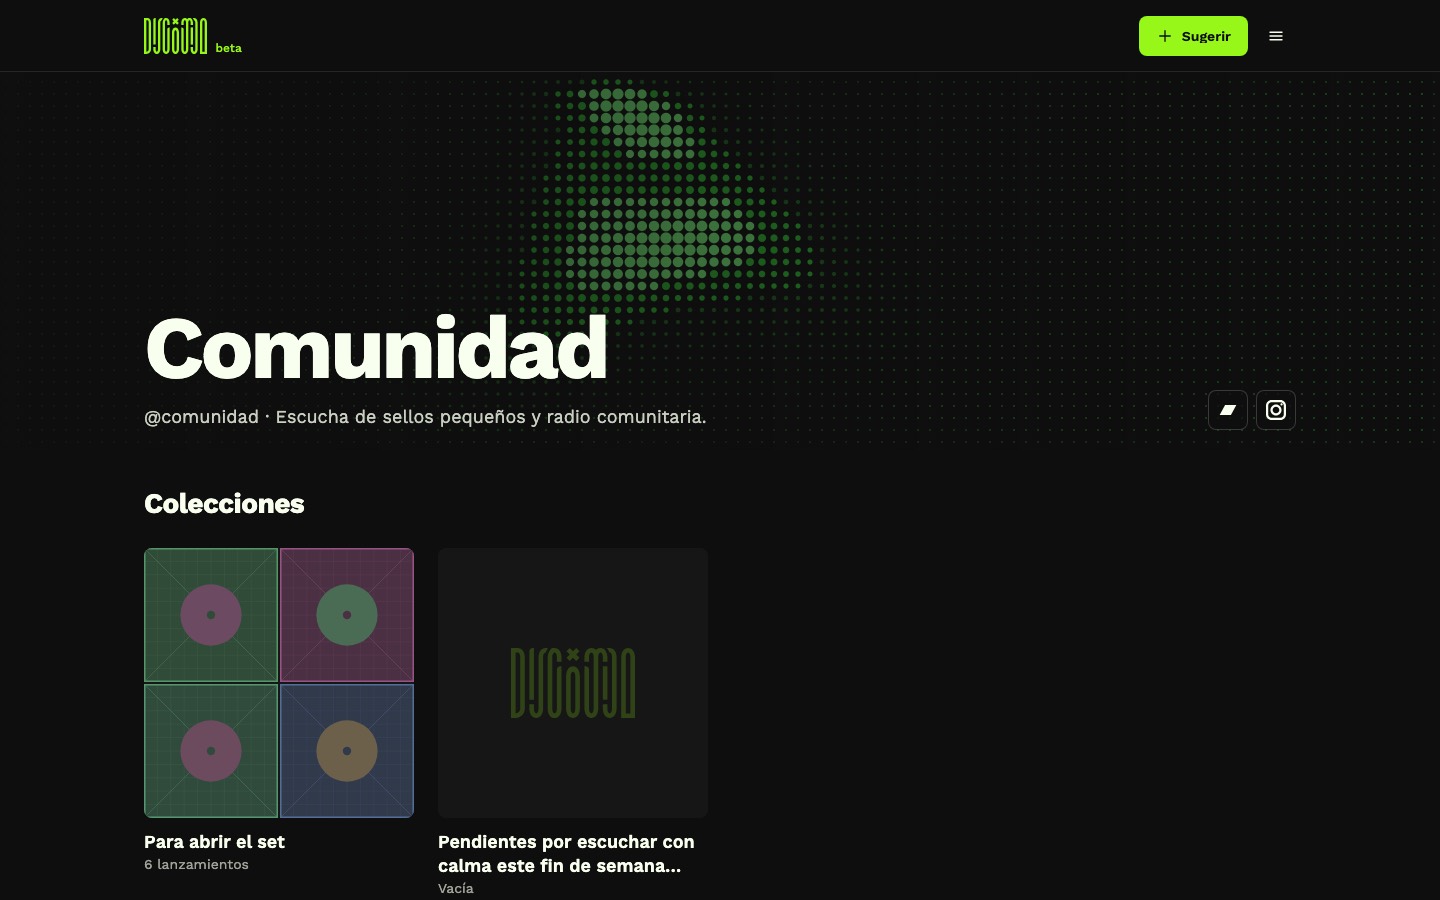 beta
Sugerir
Comunidad
@comunidad · Escucha de sellos pequeños y radio comunitaria.
Colecciones
Para abrir el set
6 lanzamientos
Pendientes por escuchar con
calma este fin de semana...
Vacía